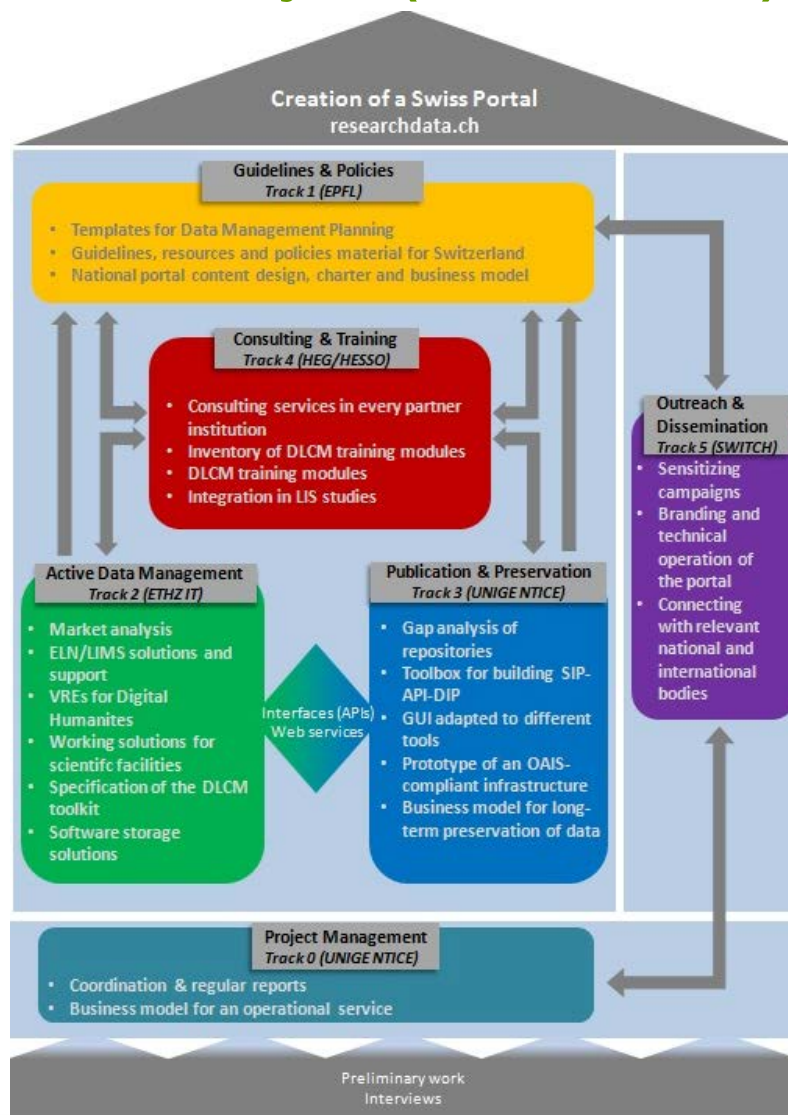 Creation of a Swiss Portal
researchdata.ch
Guidelines & Policies
Track 1 (EPFL)
• Templates for Data Management Planning
• Guidelines, resources and policies material for Switzerland
• National portal content design, charter and business model
Consulting & Training
Track 4 (HEG/HESSO)
• Consulting services in every partner
institution
• Inventory of DLCM training modules
• DLCM training modules
• Integration in LIS studies
Outreach &
Dissemination
Track 5 (SWITCH)
• Sensitizing
campaigns
• Branding and
technical
operation of
the portal
• Connecting
with relevant
national and
international
bodies
Active Data Management
Track 2 (ETHZ IT)
• Market analysis
• ELN/LIMS solutions and
support
• VREs for Digital
Humanites
• Working solutions for
scientifc facilities
• Specification of the DLCM
toolkit
• Software storage
solutions
Interfaces (APIs)
Web services
Publication & Preservation
Track 3 (UNIGE NTICE)
• Gap analysis of
repositories
• Toolbox for building SIP-
API-DIP
• GUI adapted to different
tools
• Prototype of an OAIS-
compliant infrastructure
• Business model for long-
term preservation of data
Project Management
Track 0 (UNIGE NTICE)
• Coordination & regular reports
• Business model for an operational service
Preliminary work
Interviews